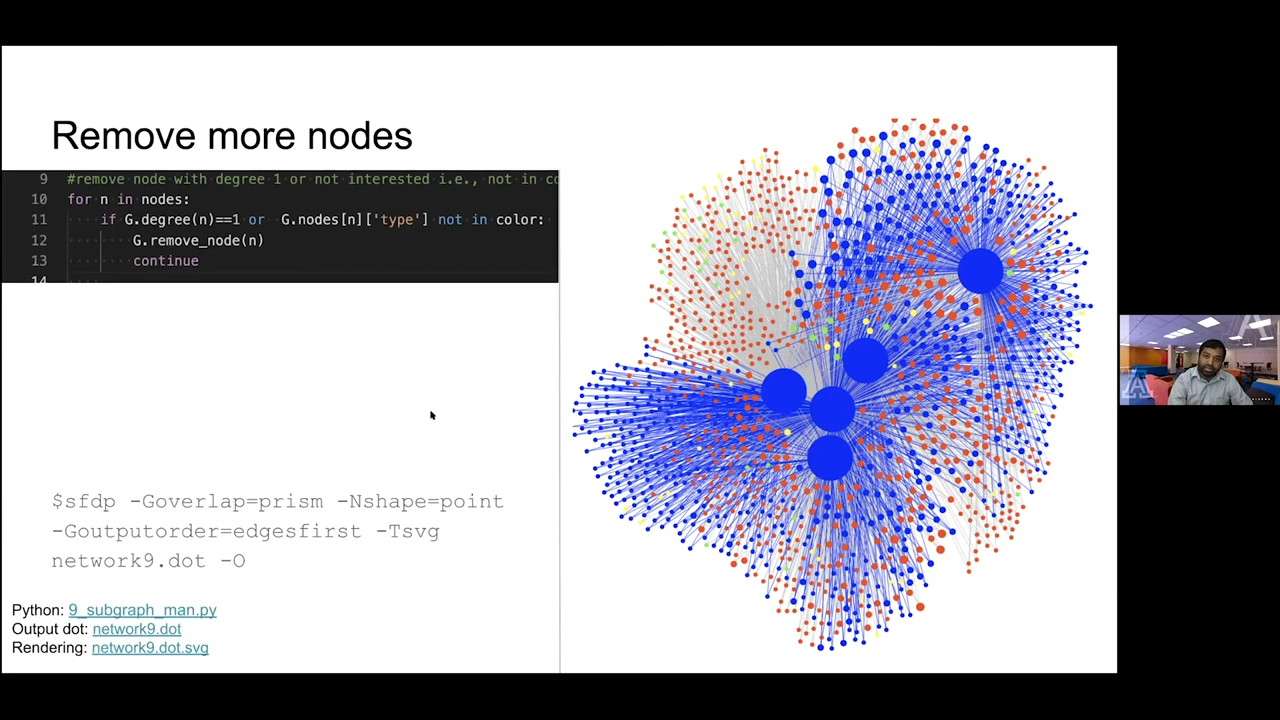 Remove more nodes
9 #remove node with degree 1 or not interested i.e., not in co
10 for n in nodes:
11 if G.degree(n)==1 or G.nodes[n]['type'] not in color:
12 G.remove_node(n)
13 continue
14
$sfdp -Goverlap=prism -Nshape=point
-Goutputorder=edgesfirst -Tsvg
network9.dot -O
Python: 9_subgraph_man.py
Output dot: network9.dot
Rendering: network9.dot.svg
A
A